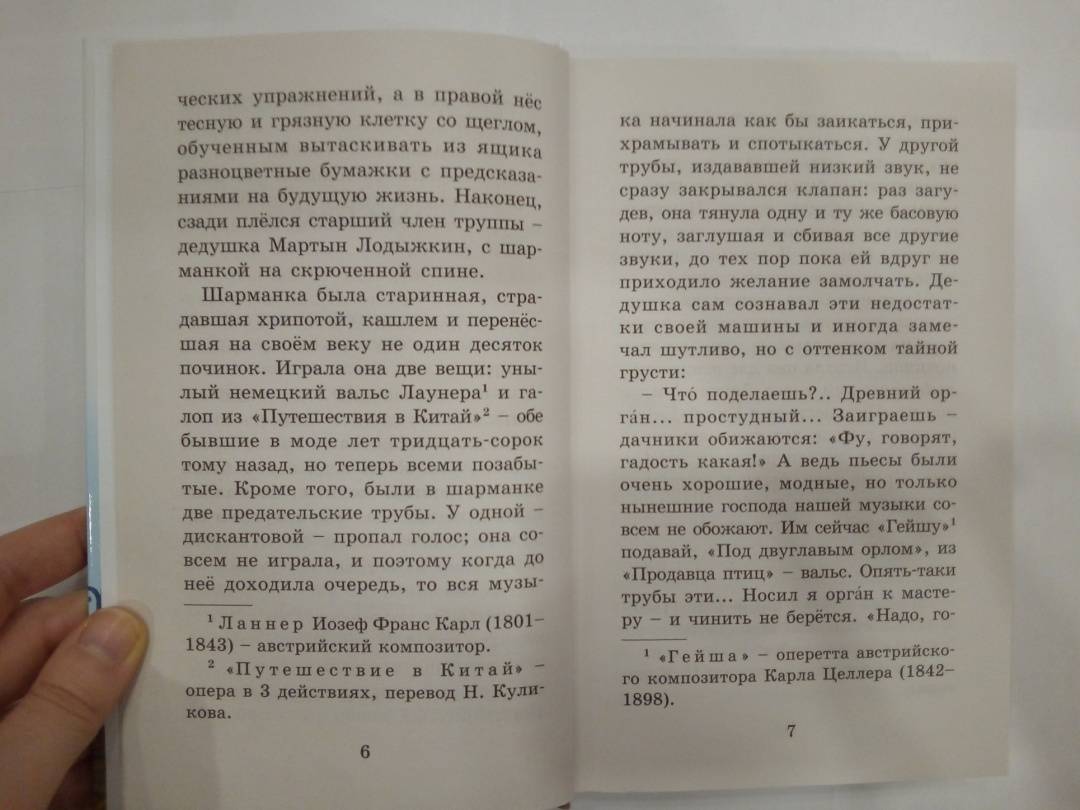 ческих упражнений, а в правой нёс
тесную и грязную клетку со щеглом,
обученным вытаскивать из ящика
разноцветные бумажки с предсказа-
ниями на будущую жизнь. Наконец,
сзади плёлся старший член труппы –
дедушка Мартын Лодыжкин, с шар-
манкой на скрюченной спине.
Шарманка была старинная, стра-
давшая хрипотой, кашлем и перенёс-
шая на своём веку не один десяток
починок. Играла она две вещи: уны-
лый немецкий вальс Лаунера¹ и га-
лоп из «Путешествия в Китай»² – обе
бывшие в моде лет тридцать-сорок
тому назад, но теперь всеми позабы-
тые. Кроме того, были в шарманке
две предательские трубы. У одной –
дискантовой – пропал голос; она со-
всем не играла, и поэтому когда до
неё доходила очередь, то вся музы-
¹ Ланнер Иозеф Франс Карл (1801–
1843) – австрийский композитор.
² «Путешествие в Китай» –
опера в 3 действиях, перевод Н. Кули-
кова.
6
ка начинала как бы заикаться, при-
храмывать и спотыкаться. У другой
трубы, издававшей низкий звук, не
сразу закрывался клапан: раз загу-
дев, она тянула одну и ту же басовую
ноту, заглушая и сбивая все другие
звуки, до тех пор пока ей вдруг не
приходило желание замолчать. Де-
душка сам сознавал эти недостат-
ки своей машины и иногда заме-
чал шутливо, но с оттенком тайной
грусти:
– Что́ поделаешь?.. Древний ор-
га́н... простудный... Заиграешь –
дачники обижаются: «Фу, говорят,
гадость какая!» А ведь пьесы были
очень хорошие, модные, но только
нынешние господа нашей музыки со-
всем не обожают. Им сейчас «Гейшу»¹
подавай, «Под двуглавым орлом», из
«Продавца птиц» – вальс. Опять-таки
трубы эти... Носил я орга́н к масте-
ру – и чинить не берётся. «Надо, го-
¹ «Гейша» – оперетта австрийско-
го композитора Карла Целлера (1842–
1898).
7